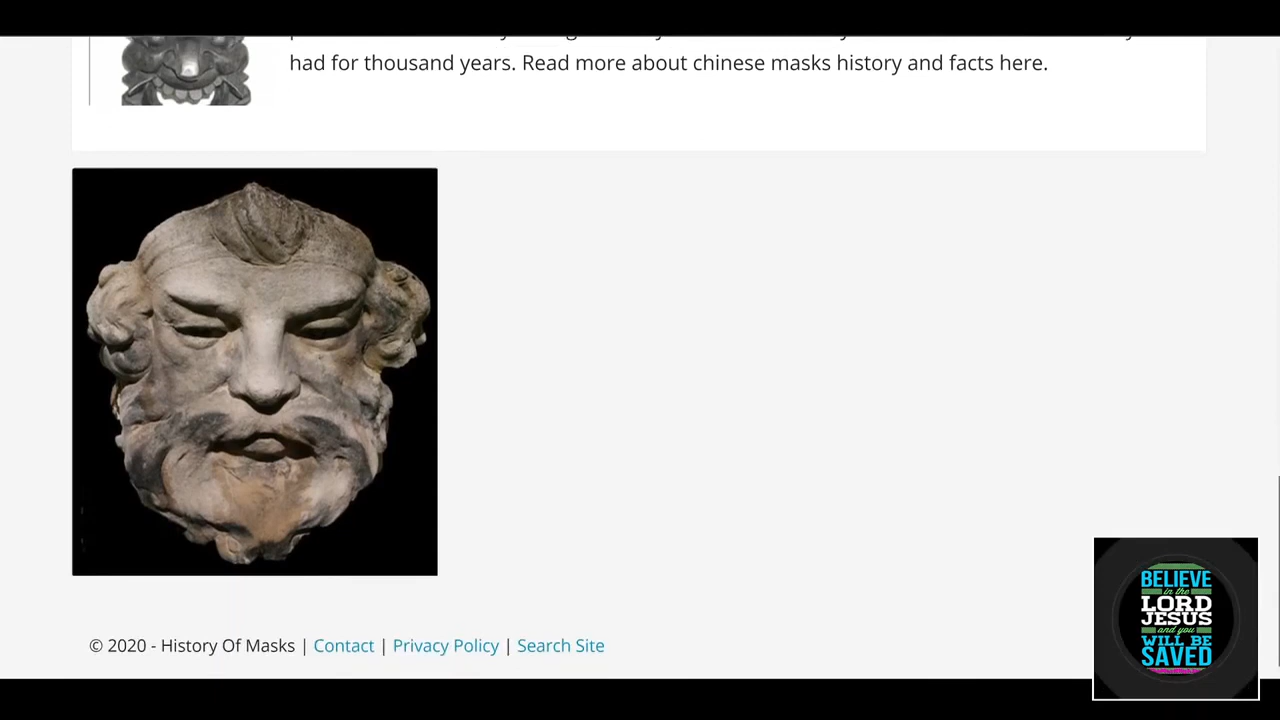 had for thousand years. Read more about chinese masks history and facts here.
© 2020 - History Of Masks | Contact | Privacy Policy | Search Site
BELIEVE
in the
LORD
JESUS
and you
WILL BE
SAVED